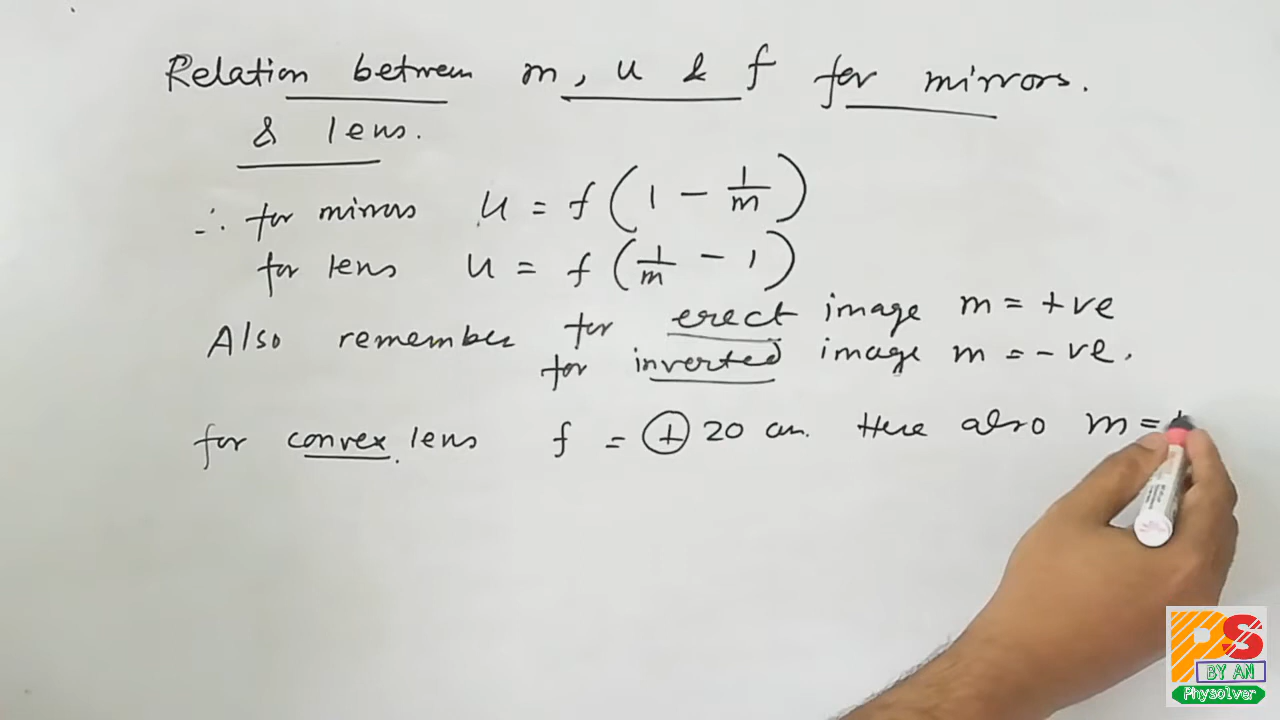 Relation between m, u & f for mirrors.
& lens.
∴ for mirrors u = f(1 - 1/m)
for lens u = f(1/m - 1)
Also remember for erect image m = +ve
for inverted image m = -ve.
for convex lens f = + 20 cm. Here also m =
PS
BY AN
Physolver